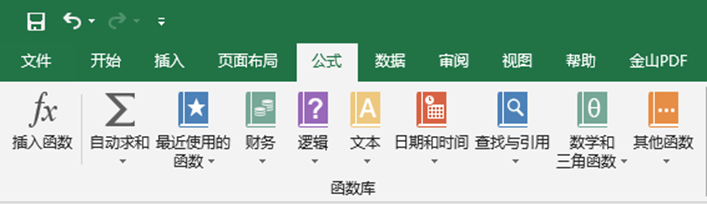 文件 开始 插入 页面布局 公式 数据 审阅 视图 帮助 金山PDF
fx Σ ? A θ
插入函数 自动求和 最近使用的 财务 逻辑 文本 日期和时间 查找与引用 数学和 其他函数
函数 三角函数
函数库